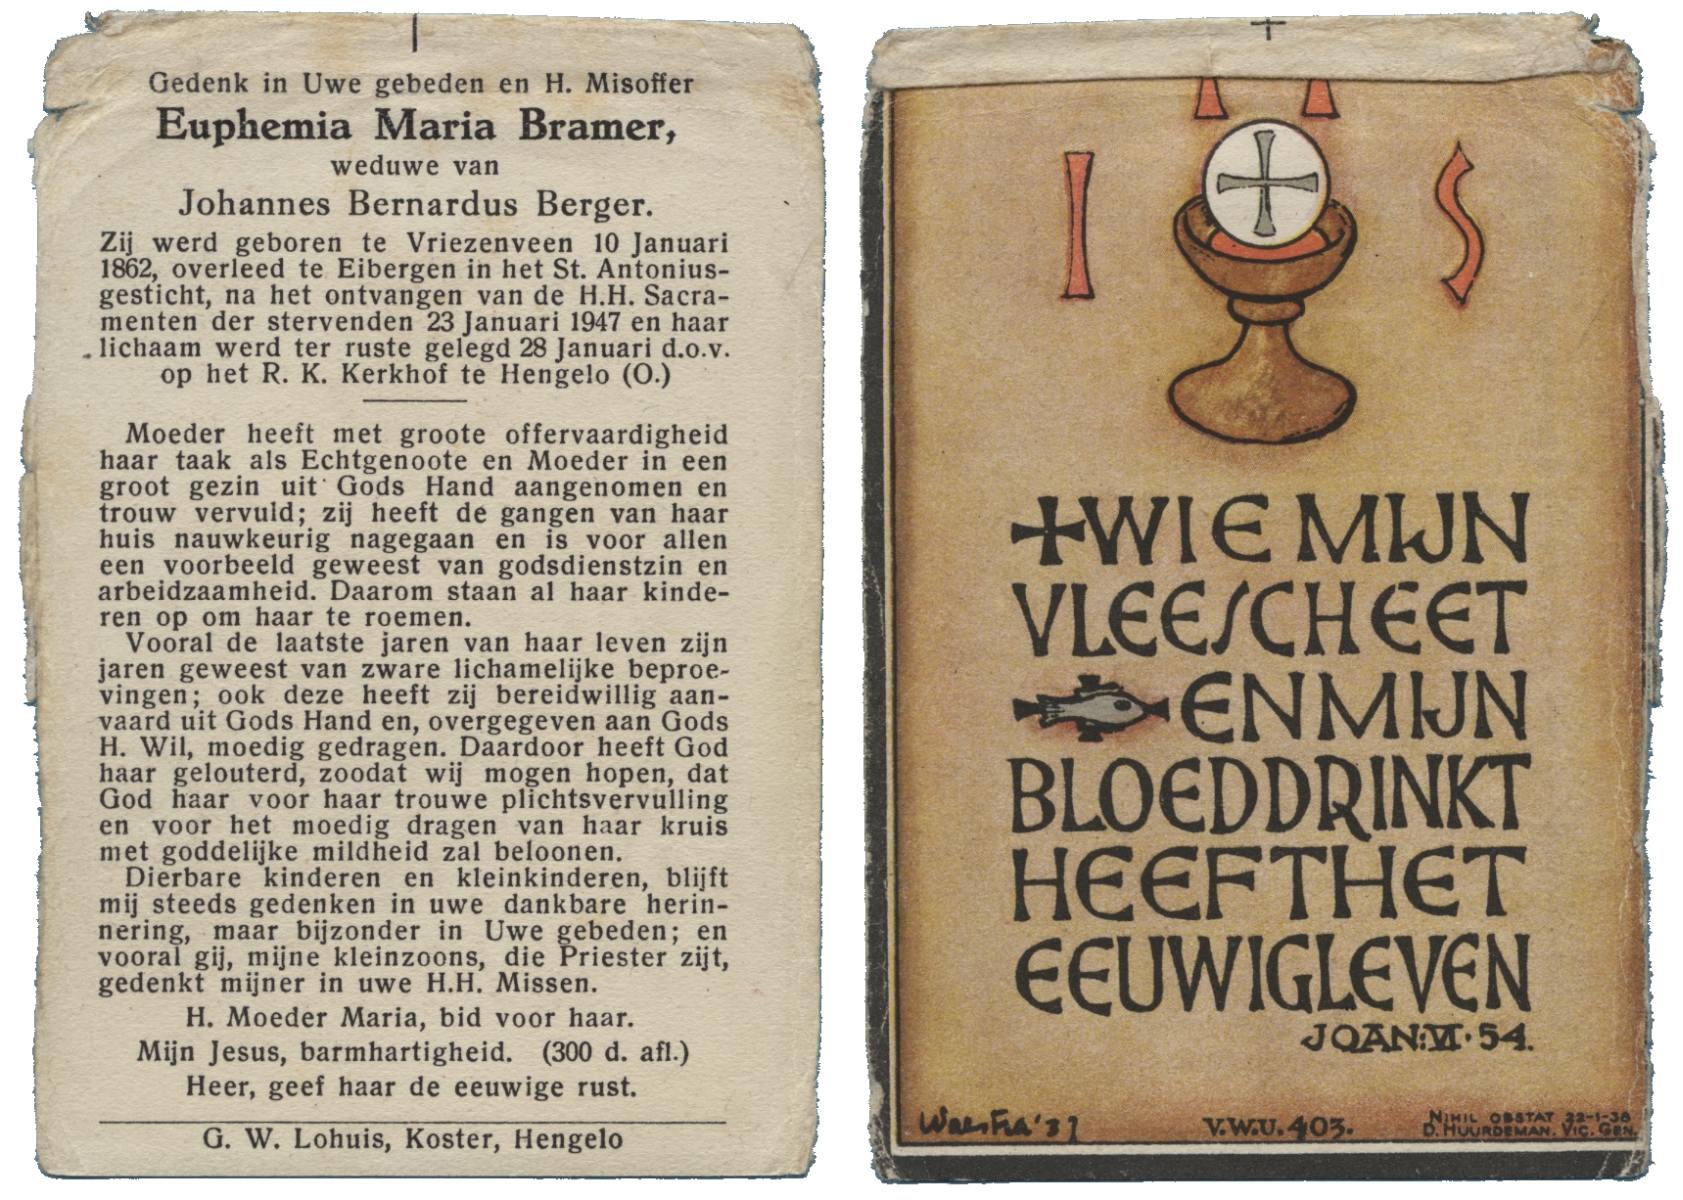 Gedenk in Uwe gebeden en H. Misoffer
Euphemia Maria Bramer,
weduwe van
Johannes Bernardus Berger.
Zij werd geboren te Vriezenveen 10 Januari
1862, overleed te Eibergen in het St. Antonius-
gesticht, na het ontvangen van de H.H. Sacra-
menten der stervenden 23 Januari 1947 en haar
lichaam werd ter ruste gelegd 28 Januari d.o.v.
op het R. K. Kerkhof te Hengelo (O.)
Moeder heeft met groote offervaardigheid
haar taak als Echtgenoote en Moeder in een
groot gezin uit Gods Hand aangenomen en
trouw vervuld; zij heeft de gangen van haar
huis nauwkeurig nagegaan en is voor allen
een voorbeeld geweest van godsdienstzin en
arbeidzaamheid. Daarom staan al haar kinde-
ren op om haar te roemen.
Vooral de laatste jaren van haar leven zijn
jaren geweest van zware lichamelijke beproe-
vingen; ook deze heeft zij bereidwillig aan-
vaard uit Gods Hand en, overgegeven aan Gods
H. Wil, moedig gedragen. Daardoor heeft God
haar gelouterd, zoodat wij mogen hopen, dat
God haar voor haar trouwe plichtsvervulling
en voor het moedig dragen van haar kruis
met goddelijke mildheid zal beloonen.
Dierbare kinderen en kleinkinderen, blijft
mij steeds gedenken in uwe dankbare herin-
nering, maar bijzonder in Uwe gebeden; en
vooral gij, mijne kleinzoons, die Priester zijt,
gedenkt mijner in uwe H.H. Missen.
H. Moeder Maria, bid voor haar.
Mijn Jesus, barmhartigheid. (300 d. afl.)
Heer, geef haar de eeuwige rust.
G. W. Lohuis, Koster, Hengelo
I H S
WIE MIJN
VLEESCH EET
EN MIJN
BLOED DRINKT
HEEFT HET
EEUWIG LEVEN
JOAN: VI · 54.
V.W.U. 403.
NIHIL OBSTAT 22-1-38
D. HUURDEMAN. VIC. GEN.